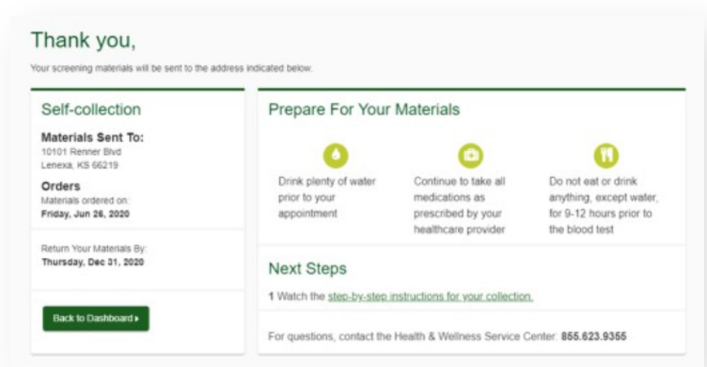 Thank you,
Your screening materials will be sent to the address indicated below.
Self-collection
Materials Sent To:
10101 Renner Blvd
Lenexa, KS 66219
Orders
Materials ordered on:
Friday, Jun 26, 2020
Return Your Materials By:
Thursday, Dec 31, 2020
Back to Dashboard
Prepare For Your Materials
Drink plenty of water
prior to your
appointment
Continue to take all
medications as
prescribed by your
healthcare provider
Do not eat or drink
anything, except water,
for 9-12 hours prior to
the blood test
Next Steps
1 Watch the step-by-step instructions for your collection.
For questions, contact the Health & Wellness Service Center: 855.623.9355